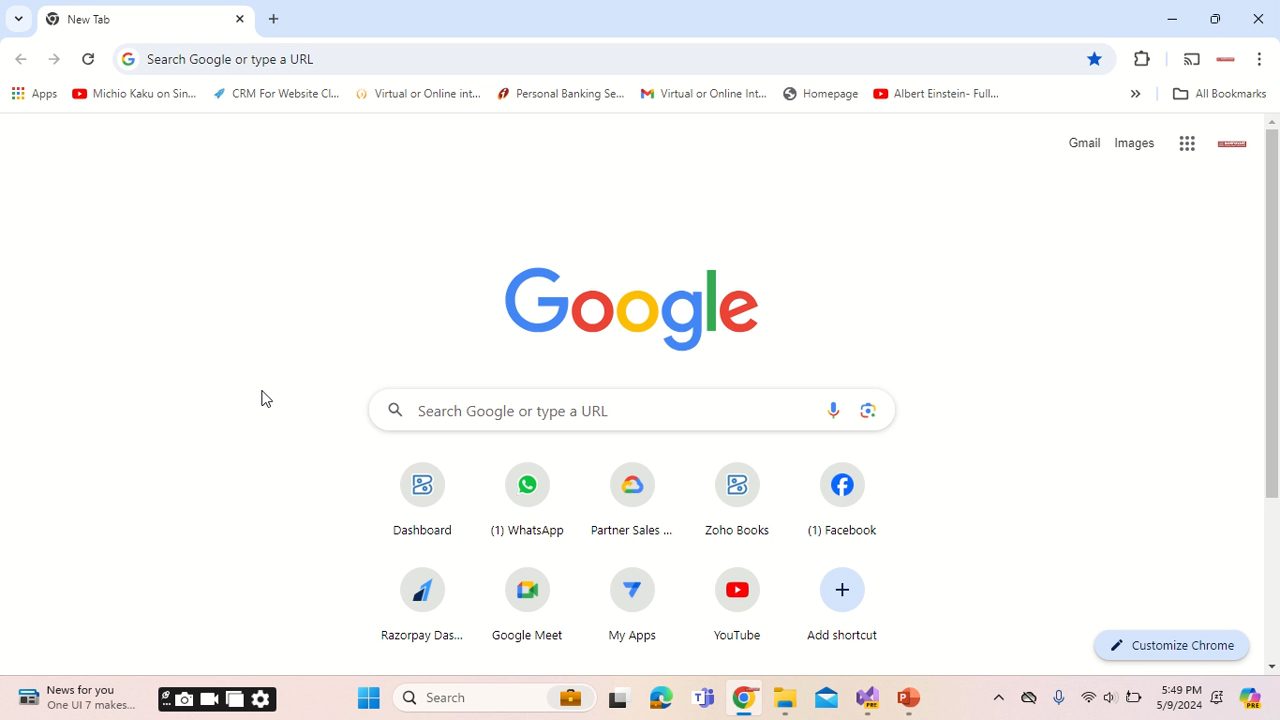 New Tab
Search Google or type a URL
Apps
Michio Kaku on Sin...
CRM For Website Cl...
Virtual or Online int...
Personal Banking Se...
Virtual or Online Int...
Homepage
Albert Einstein- Full...
»
All Bookmarks
Gmail
Images
Google
Search Google or type a URL
Dashboard
(1) WhatsApp
Partner Sales ...
Zoho Books
(1) Facebook
Razorpay Das...
Google Meet
My Apps
YouTube
Add shortcut
Customize Chrome
News for you
One UI 7 makes...
Search
PRE
5:49 PM
5/9/2024
PRE